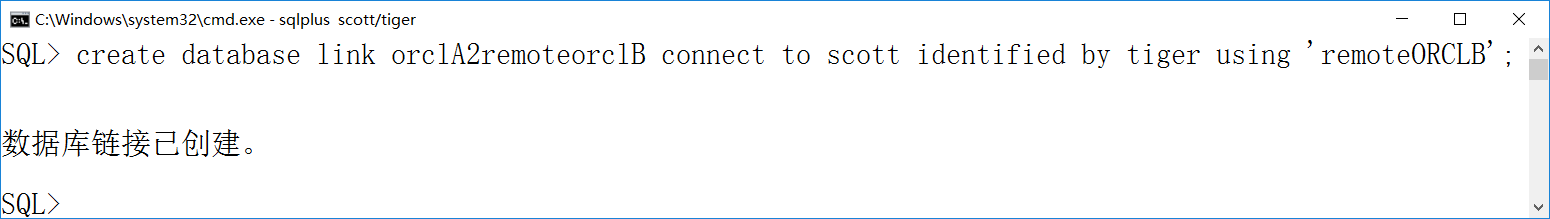 C:\Windows\system32\cmd.exe - sqlplus  scott/tiger
SQL> create database link orclA2remoteorclB connect to scott identified by tiger using 'remoteORCLB';
数据库链接已创建。
SQL>